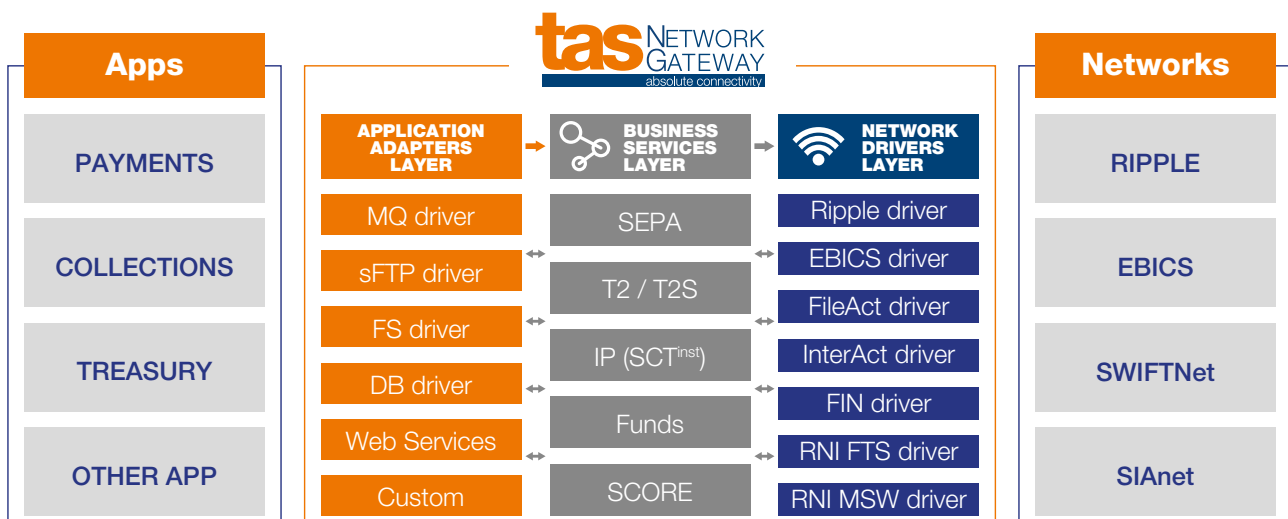 Apps
PAYMENTS
COLLECTIONS
TREASURY
OTHER APP
tas NETWORK
GATEWAY
absolute connectivity
APPLICATION
ADAPTERS
LAYER
MQ driver
sFTP driver
FS driver
DB driver
Web Services
Custom
BUSINESS
SERVICES
LAYER
SEPA
T2 / T2S
IP (SCTinst)
Funds
SCORE
NETWORK
DRIVERS
LAYER
Ripple driver
EBICS driver
FileAct driver
InterAct driver
FIN driver
RNI FTS driver
RNI MSW driver
Networks
RIPPLE
EBICS
SWIFTNet
SIAnet